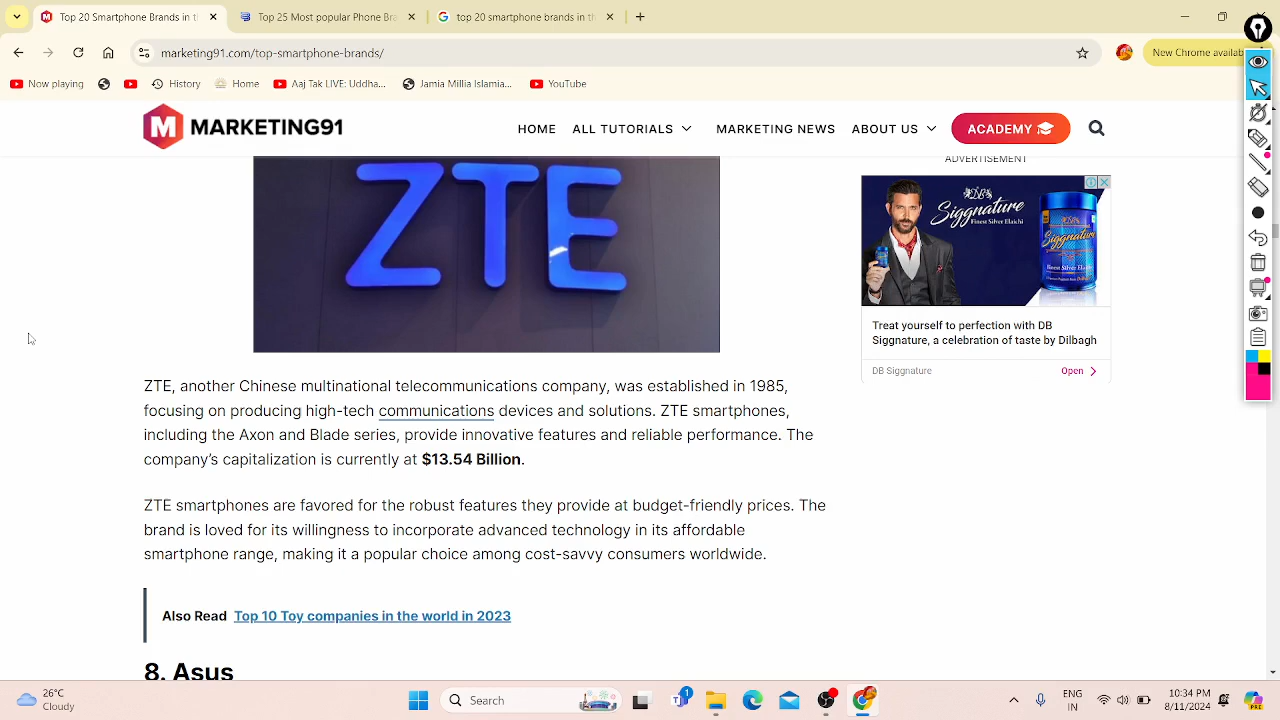 Top 20 Smartphone Brands in t
Top 25 Most popular Phone Bra
top 20 smartphone brands in th
marketing91.com/top-smartphone-brands/
New Chrome availab
Now playing
History
Home
Aaj Tak LIVE: Uddha...
Jamia Millia Islamia...
YouTube
M MARKETING91
HOME
ALL TUTORIALS
MARKETING NEWS
ABOUT US
ACADEMY
ADVERTISEMENT
ZTE
Siggnature
Finest Silver Elaichi
Treat yourself to perfection with DB
Siggnature, a celebration of taste by Dilbagh
DB Siggnature
Open
ZTE, another Chinese multinational telecommunications company, was established in 1985,
focusing on producing high-tech communications devices and solutions. ZTE smartphones,
including the Axon and Blade series, provide innovative features and reliable performance. The
company's capitalization is currently at $13.54 Billion.
ZTE smartphones are favored for the robust features they provide at budget-friendly prices. The
brand is loved for its willingness to incorporate advanced technology in its affordable
smartphone range, making it a popular choice among cost-savvy consumers worldwide.
Also Read Top 10 Toy companies in the world in 2023
8. Asus
26°C
Cloudy
Search
1
ENG
IN
10:34 PM
8/11/2024